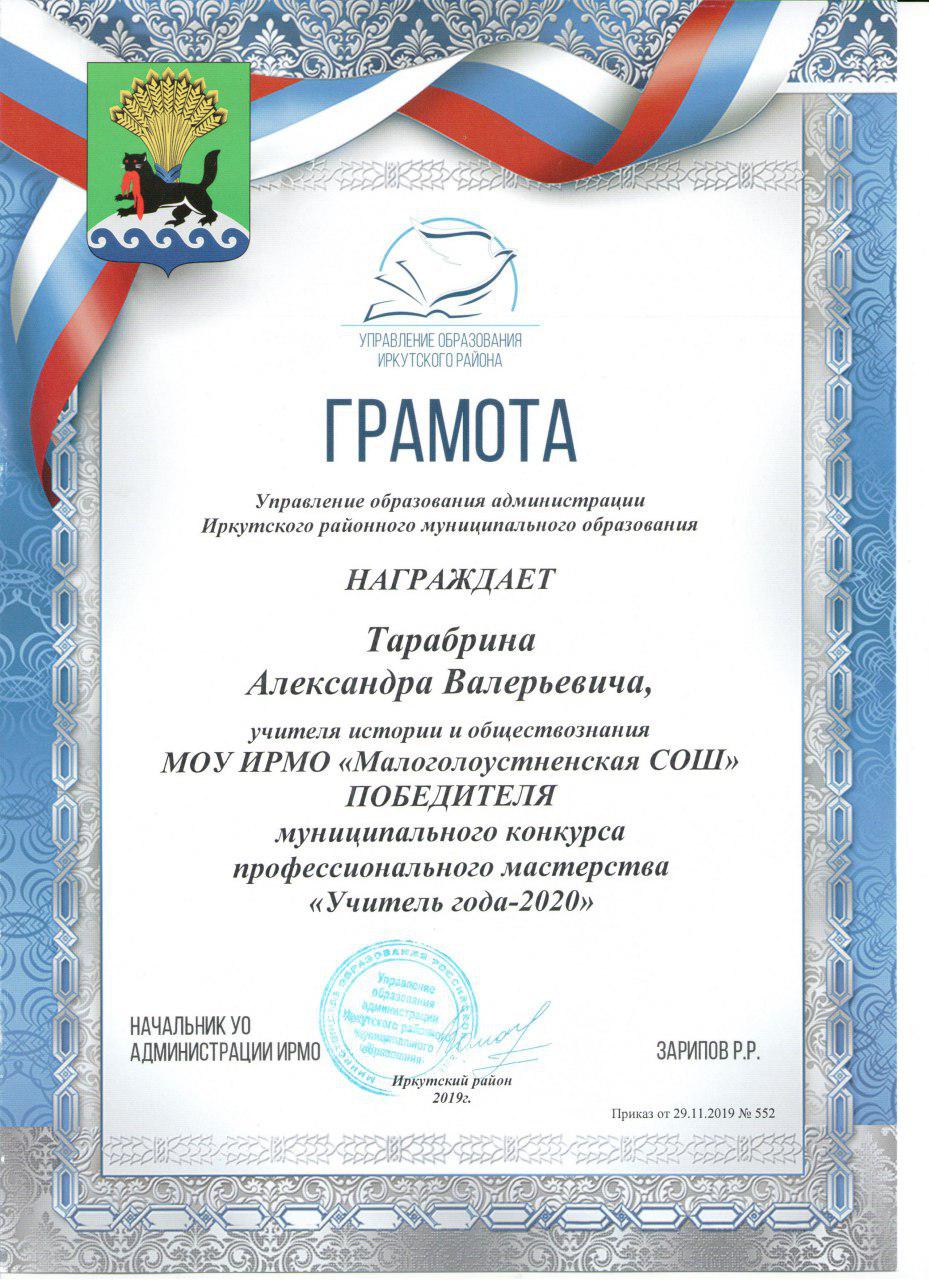 УПРАВЛЕНИЕ ОБРАЗОВАНИЯ
ИРКУТСКОГО РАЙОНА
ГРАМОТА
Управление образования администрации
Иркутского районного муниципального образования
НАГРАЖДАЕТ
Тарабрина
Александра Валерьевича,
учителя истории и обществознания
МОУ ИРМО «Малоголоустненская СОШ»
ПОБЕДИТЕЛЯ
муниципального конкурса
профессионального мастерства
«Учитель года-2020»
Управление
образования
администрации
Иркутского районного
муниципального
образования
НАЧАЛЬНИК УО
АДМИНИСТРАЦИИ ИРМО
ЗАРИПОВ Р.Р.
Иркутский район
2019г.
Приказ от 29.11.2019 № 552